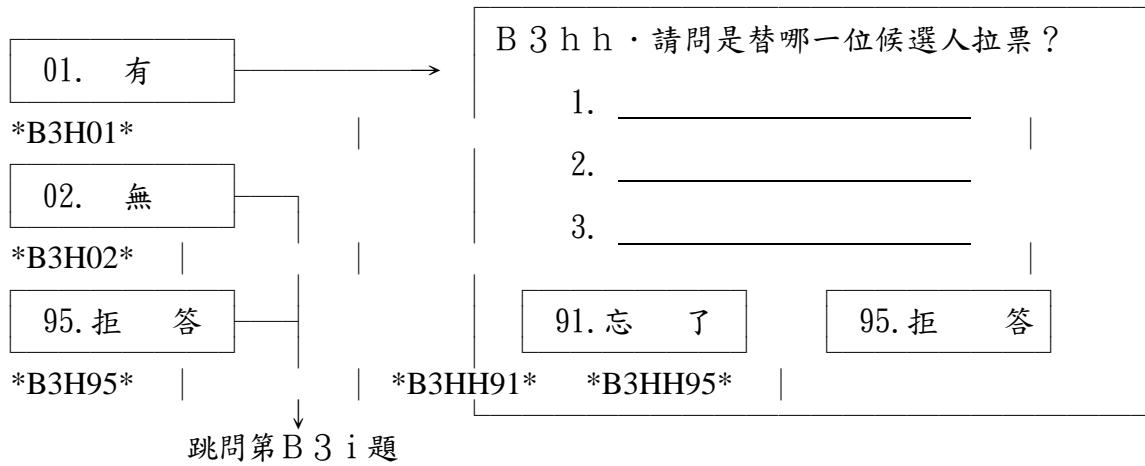 Ｂ３ｈｈ．請問是替哪一位候選人拉票？
01. 有
1.
*B3H01*
2.
02. 無
3.
*B3H02*
95.拒 答
91.忘 了
95.拒 答
*B3H95* *B3HH91* *B3HH95*
跳問第Ｂ３ｉ題